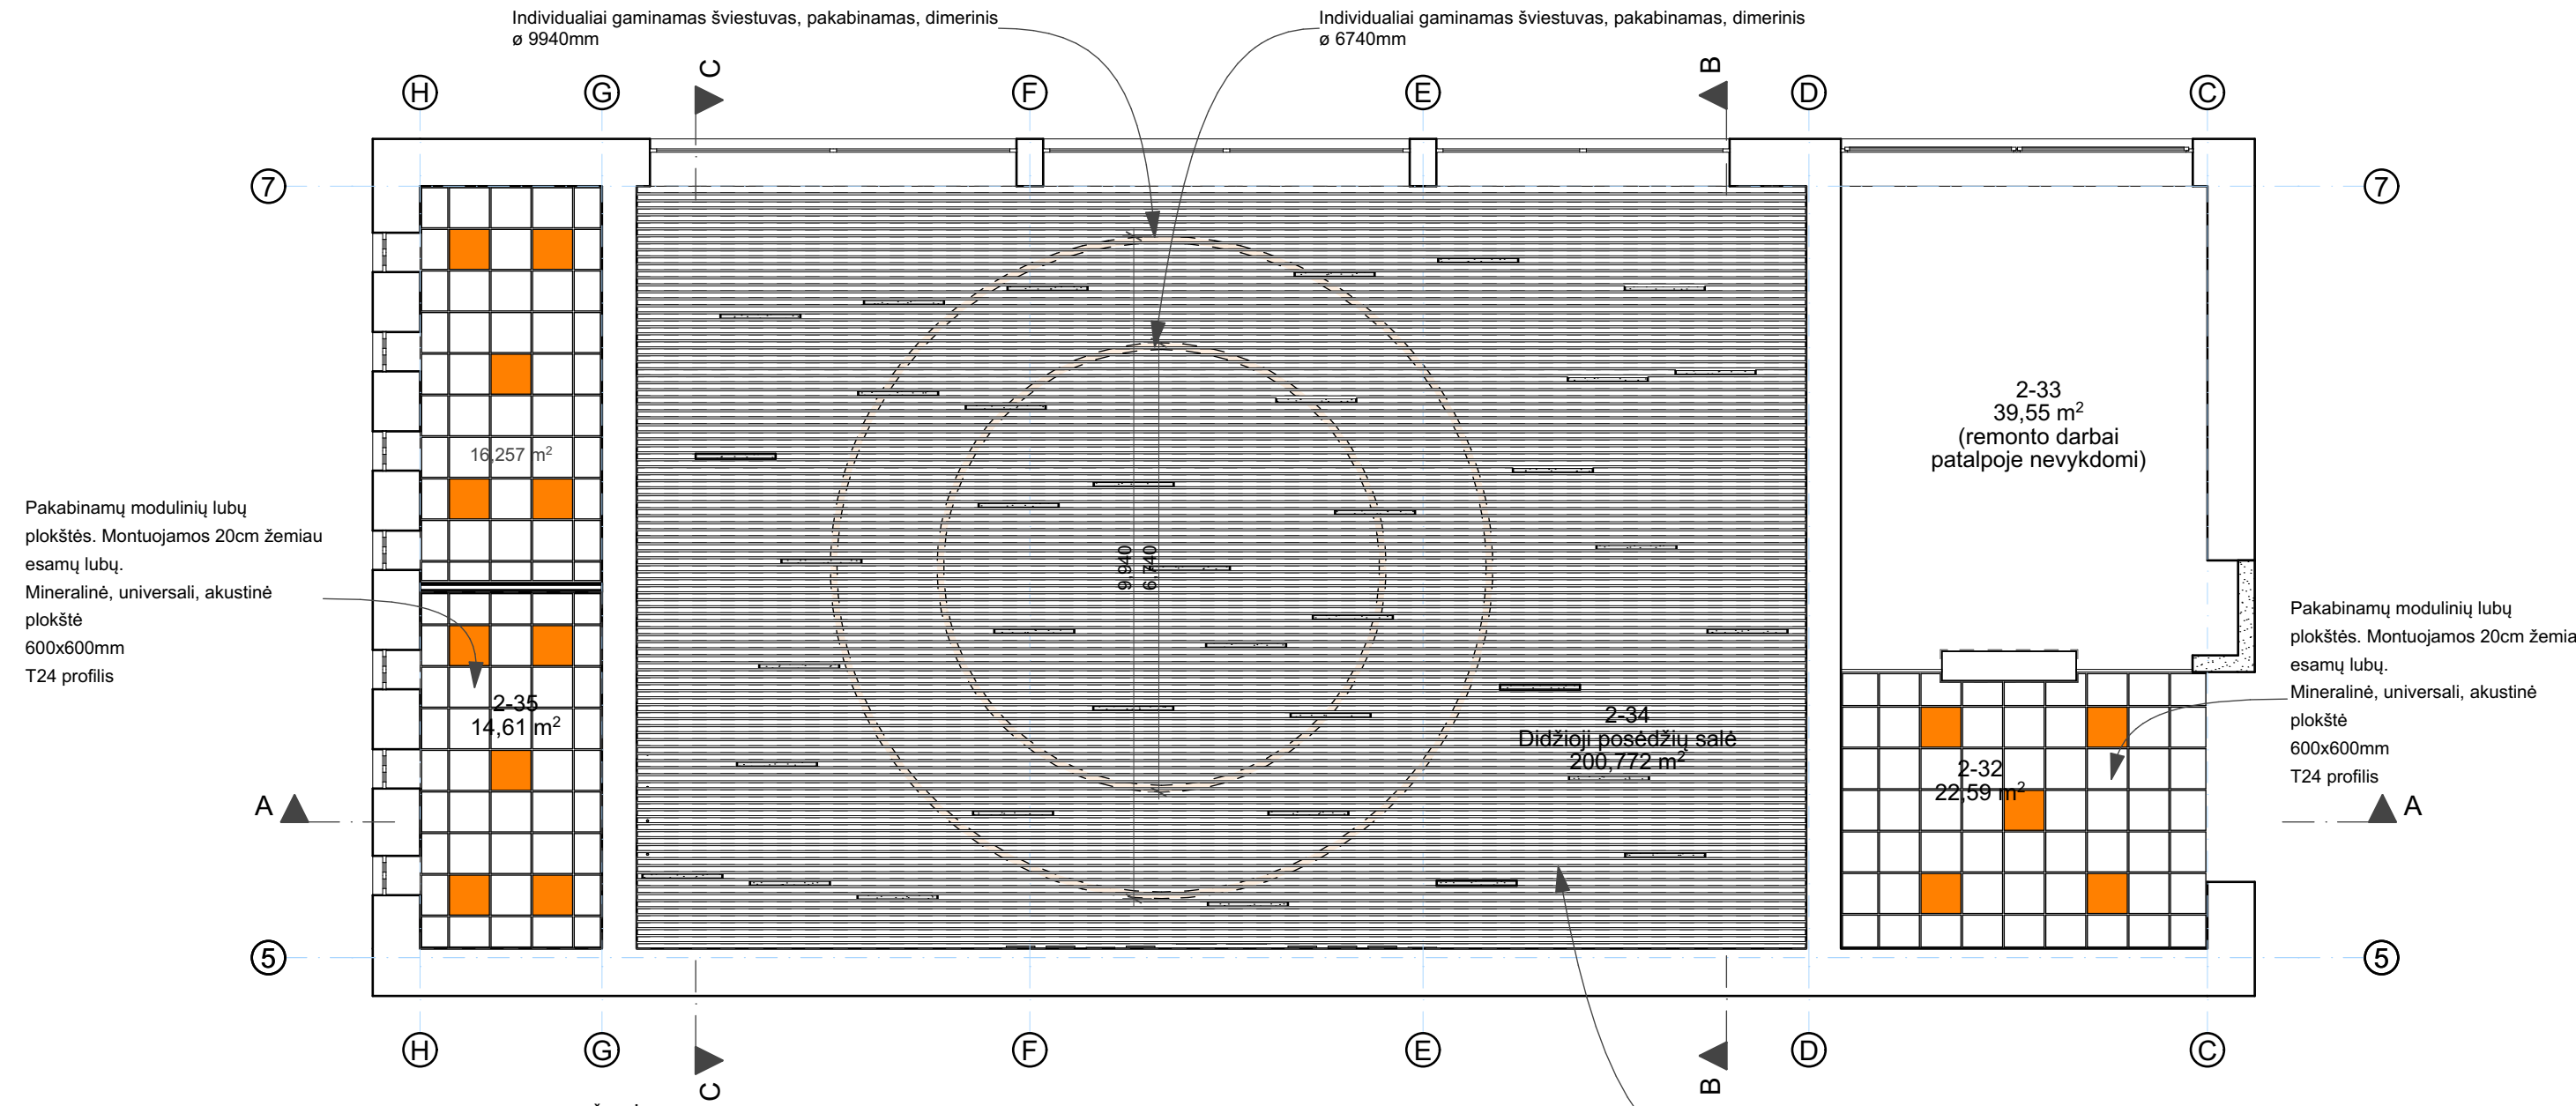 Individualiai gaminamas šviestuvas, pakabinamas, dimerinis
ø 9940mm
Individualiai gaminamas šviestuvas, pakabinamas, dimerinis
ø 6740mm
C
B
H
G
F
E
D
C
7
7
2-33
39,55 m²
(remonto darbai
patalpoje nevykdomi)
16,257 m²
Pakabinamų modulinių lubų
plokštės. Montuojamos 20cm žemiau
esamų lubų.
Mineralinė, universali, akustinė
plokštė
600x600mm
T24 profilis
9,940
6,740
Pakabinamų modulinių lubų
plokštės. Montuojamos 20cm žemia
esamų lubų.
Mineralinė, universali, akustinė
plokštė
600x600mm
T24 profilis
2-35
14,61 m²
2-34
Didžioji posėdžių salė
200,772 m²
2-32
22,59 m²
A
A
5
5
H
G
F
E
D
C
C
B